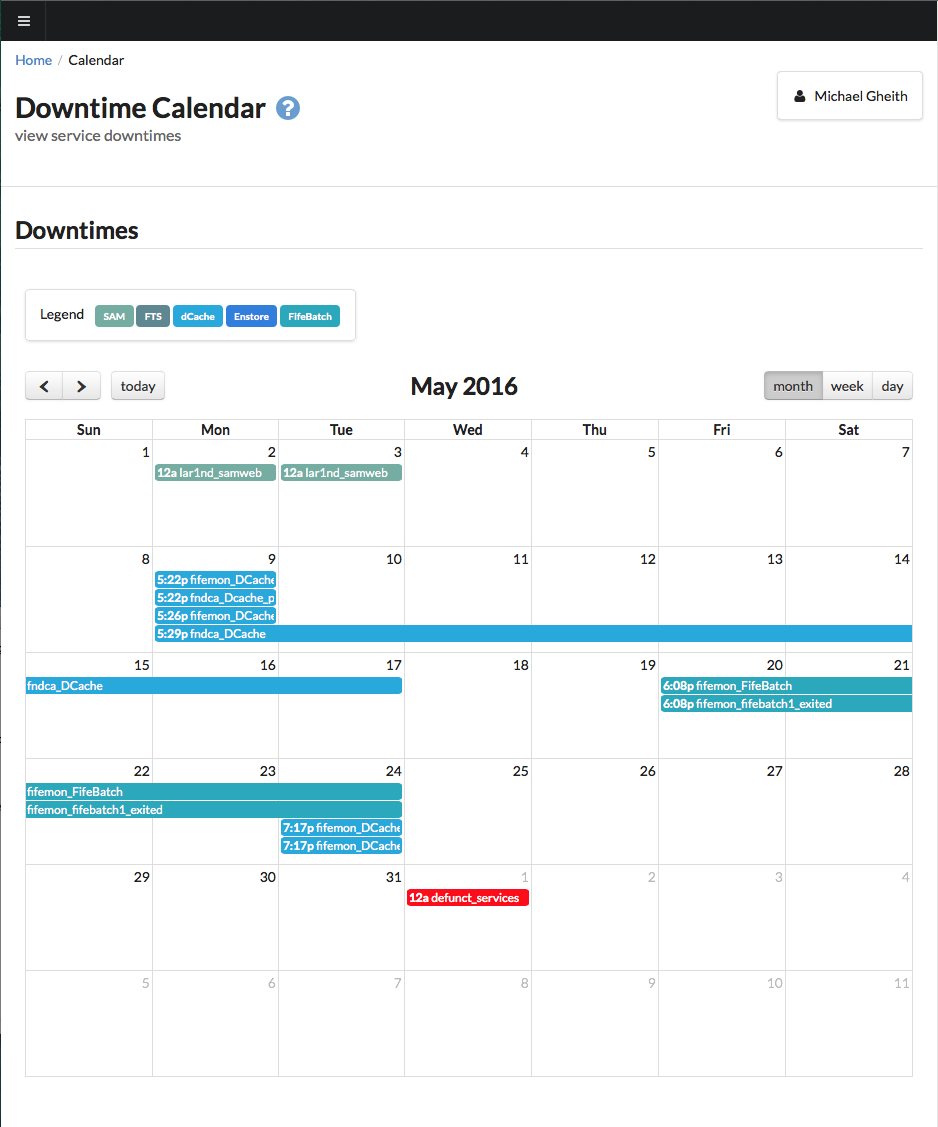 Home / Calendar
Michael Gheith
Downtime Calendar ?
view service downtimes
Downtimes
Legend SAM FTS dCache Enstore FifeBatch
today May 2016 month week day
Sun Mon Tue Wed Thu Fri Sat
1 2 3 4 5 6 7
12a lar1nd_samweb 12a lar1nd_samweb
8 9 10 11 12 13 14
5:22p fifemon_DCache
5:22p fndca_Dcache_p
5:26p fifemon_DCache
5:29p fndca_DCache
15 16 17 18 19 20 21
fndca_DCache 6:08p fifemon_FifeBatch
6:08p fifemon_fifebatch1_exited
22 23 24 25 26 27 28
fifemon_FifeBatch
fifemon_fifebatch1_exited
7:17p fifemon_DCache
7:17p fifemon_DCache
29 30 31 1 2 3 4
12a defunct_services
5 6 7 8 9 10 11